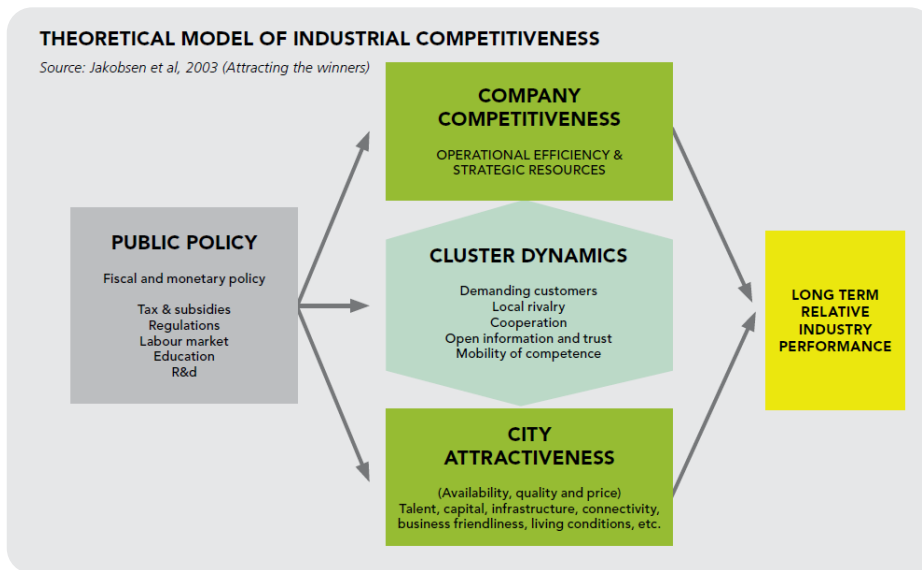 THEORETICAL MODEL OF INDUSTRIAL COMPETITIVENESS
Source: Jakobsen et al, 2003 (Attracting the winners)
COMPANY
COMPETITIVENESS
OPERATIONAL EFFICIENCY &
STRATEGIC RESOURCES
PUBLIC POLICY
Fiscal and monetary policy
Tax & subsidies
Regulations
Labour market
Education
R&d
CLUSTER DYNAMICS
Demanding customers
Local rivalry
Cooperation
Open information and trust
Mobility of competence
LONG TERM
RELATIVE
INDUSTRY
PERFORMANCE
CITY
ATTRACTIVENESS
(Availability, quality and price)
Talent, capital, infrastructure, connectivity,
business friendliness, living conditions, etc.